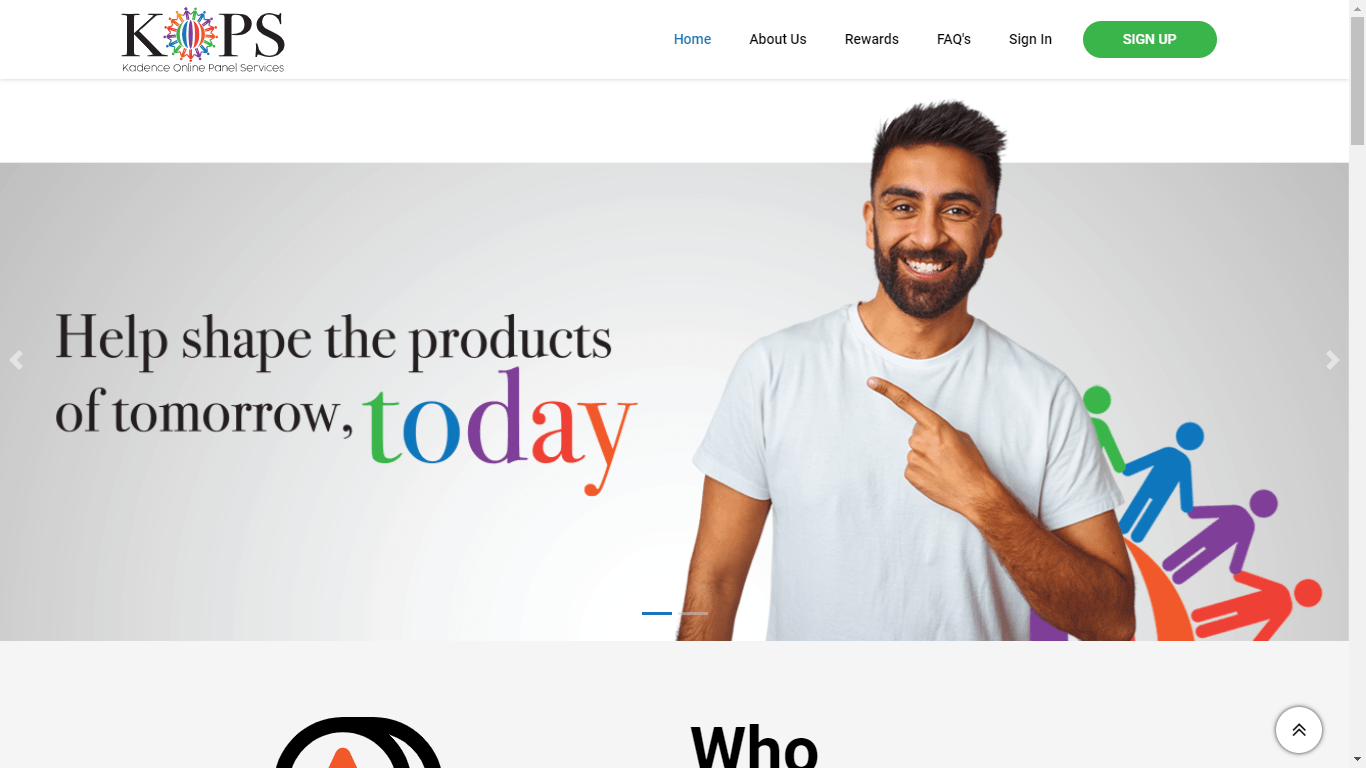 KOPS
Kadence Online Panel Services
Home
About Us
Rewards
FAQ's
Sign In
SIGN UP
Help shape the products
of tomorrow, today
Who